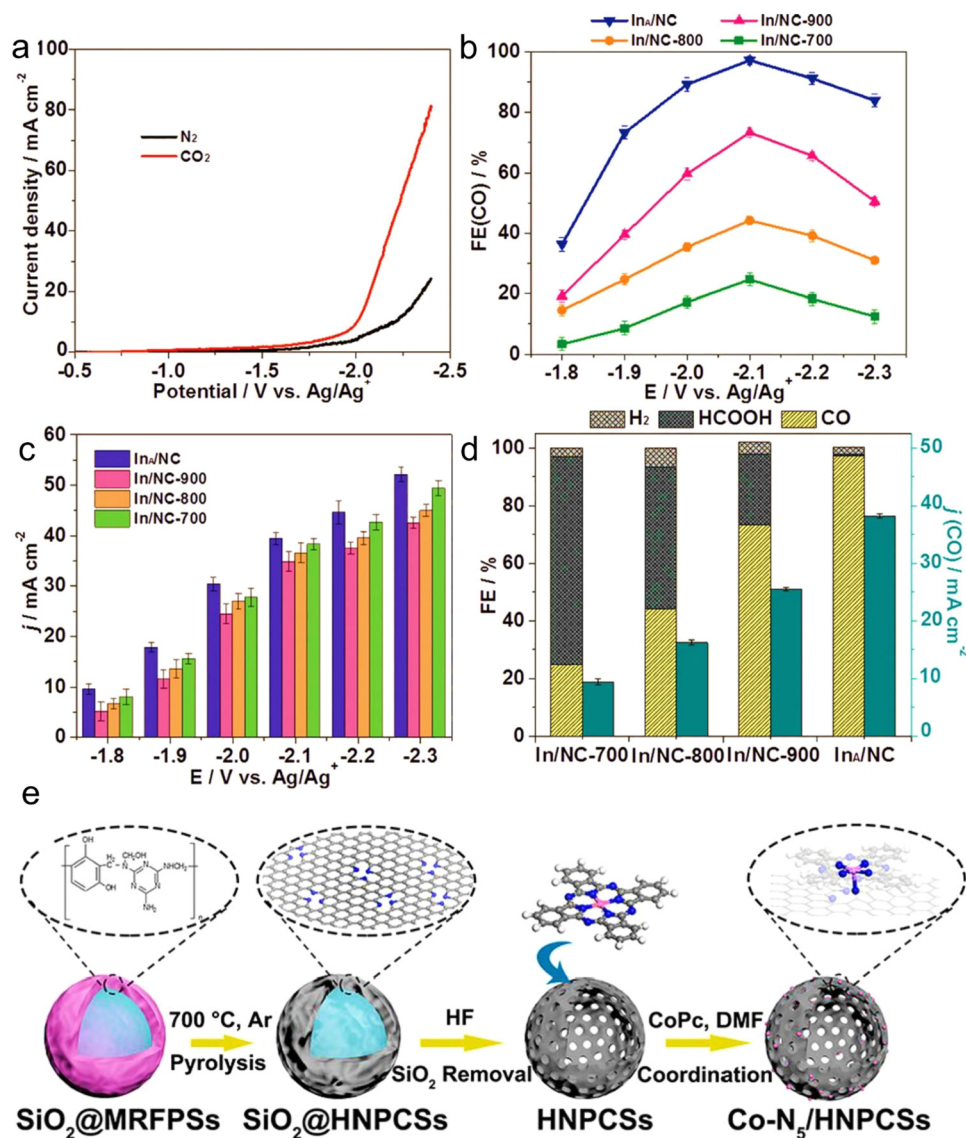 a
Current density / mA cm⁻²
100
80
60
40
20
0
N₂
CO₂
-0.5 -1.0 -1.5 -2.0 -2.5
Potential / V vs. Ag/Ag⁺
b
Inᴀ/NC In/NC-900
In/NC-800 In/NC-700
FE(CO) / %
100
80
60
40
20
0
-1.8 -1.9 -2.0 -2.1 -2.2 -2.3
E / V vs. Ag/Ag⁺
c
j / mA cm⁻²
60
50
40
30
20
10
0
Inᴀ/NC
In/NC-900
In/NC-800
In/NC-700
-1.8 -1.9 -2.0 -2.1 -2.2 -2.3
E / V vs. Ag/Ag⁺
d
H₂ HCOOH CO
FE / %
100
80
60
40
20
0
50
40
30
20
10
0
j (CO) / mA cm⁻²
In/NC-700 In/NC-800 In/NC-900 Inᴀ/NC
e
OH
H₂
C
CH₂OH
N
N
N
N
NHCH₂
OH
NH₂
n
700 °C, Ar
Pyrolysis
HF
SiO₂ Removal
CoPc, DMF
Coordination
SiO₂@MRFPSs
SiO₂@HNPCSs
HNPCSs
Co-N₅/HNPCSs